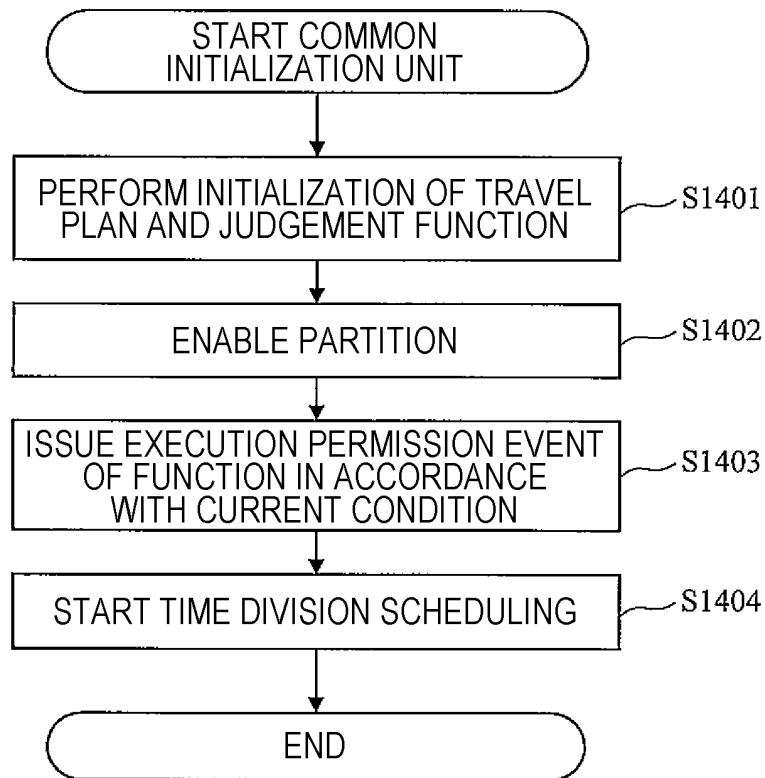 START COMMON
INITIALIZATION UNIT
PERFORM INITIALIZATION OF TRAVEL
PLAN AND JUDGEMENT FUNCTION
S1401
ENABLE PARTITION
S1402
ISSUE EXECUTION PERMISSION EVENT
OF FUNCTION IN ACCORDANCE
WITH CURRENT CONDITION
S1403
START TIME DIVISION SCHEDULING
S1404
END